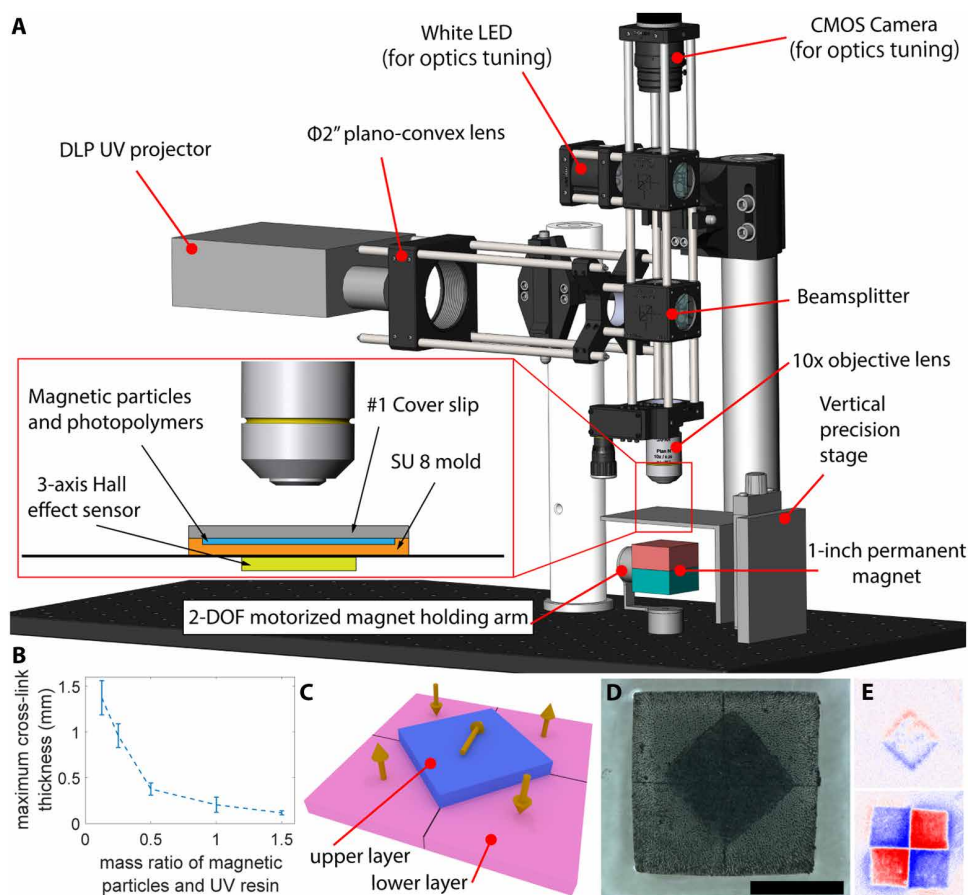 A
White LED
(for optics tuning)
CMOS Camera
(for optics tuning)
Φ2″ plano-convex lens
DLP UV projector
Beamsplitter
10x objective lens
Vertical
precision
stage
Magnetic particles
and photopolymers
#1 Cover slip
SU 8 mold
3-axis Hall
effect sensor
1-inch permanent
magnet
2-DOF motorized magnet holding arm
B
1.5
1
0.5
0
0
0.5
1
1.5
maximum cross-link
thickness (mm)
mass ratio of magnetic
particles and UV resin
C
upper layer
lower layer
D
E